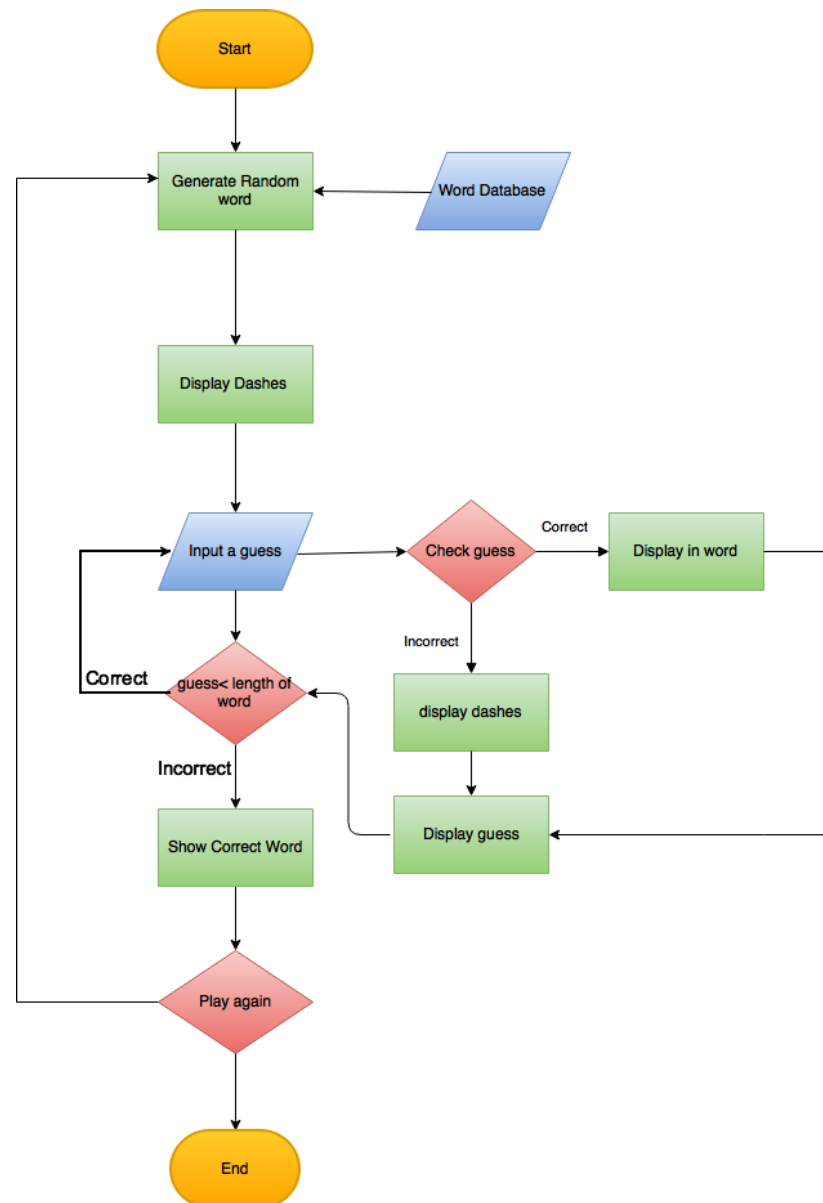 Start
Generate Random
word
Word Database
Display Dashes
Input a guess
Check guess
Correct
Display in word
Incorrect
Correct
guess< length of
word
display dashes
Incorrect
Show Correct Word
Display guess
Play again
End